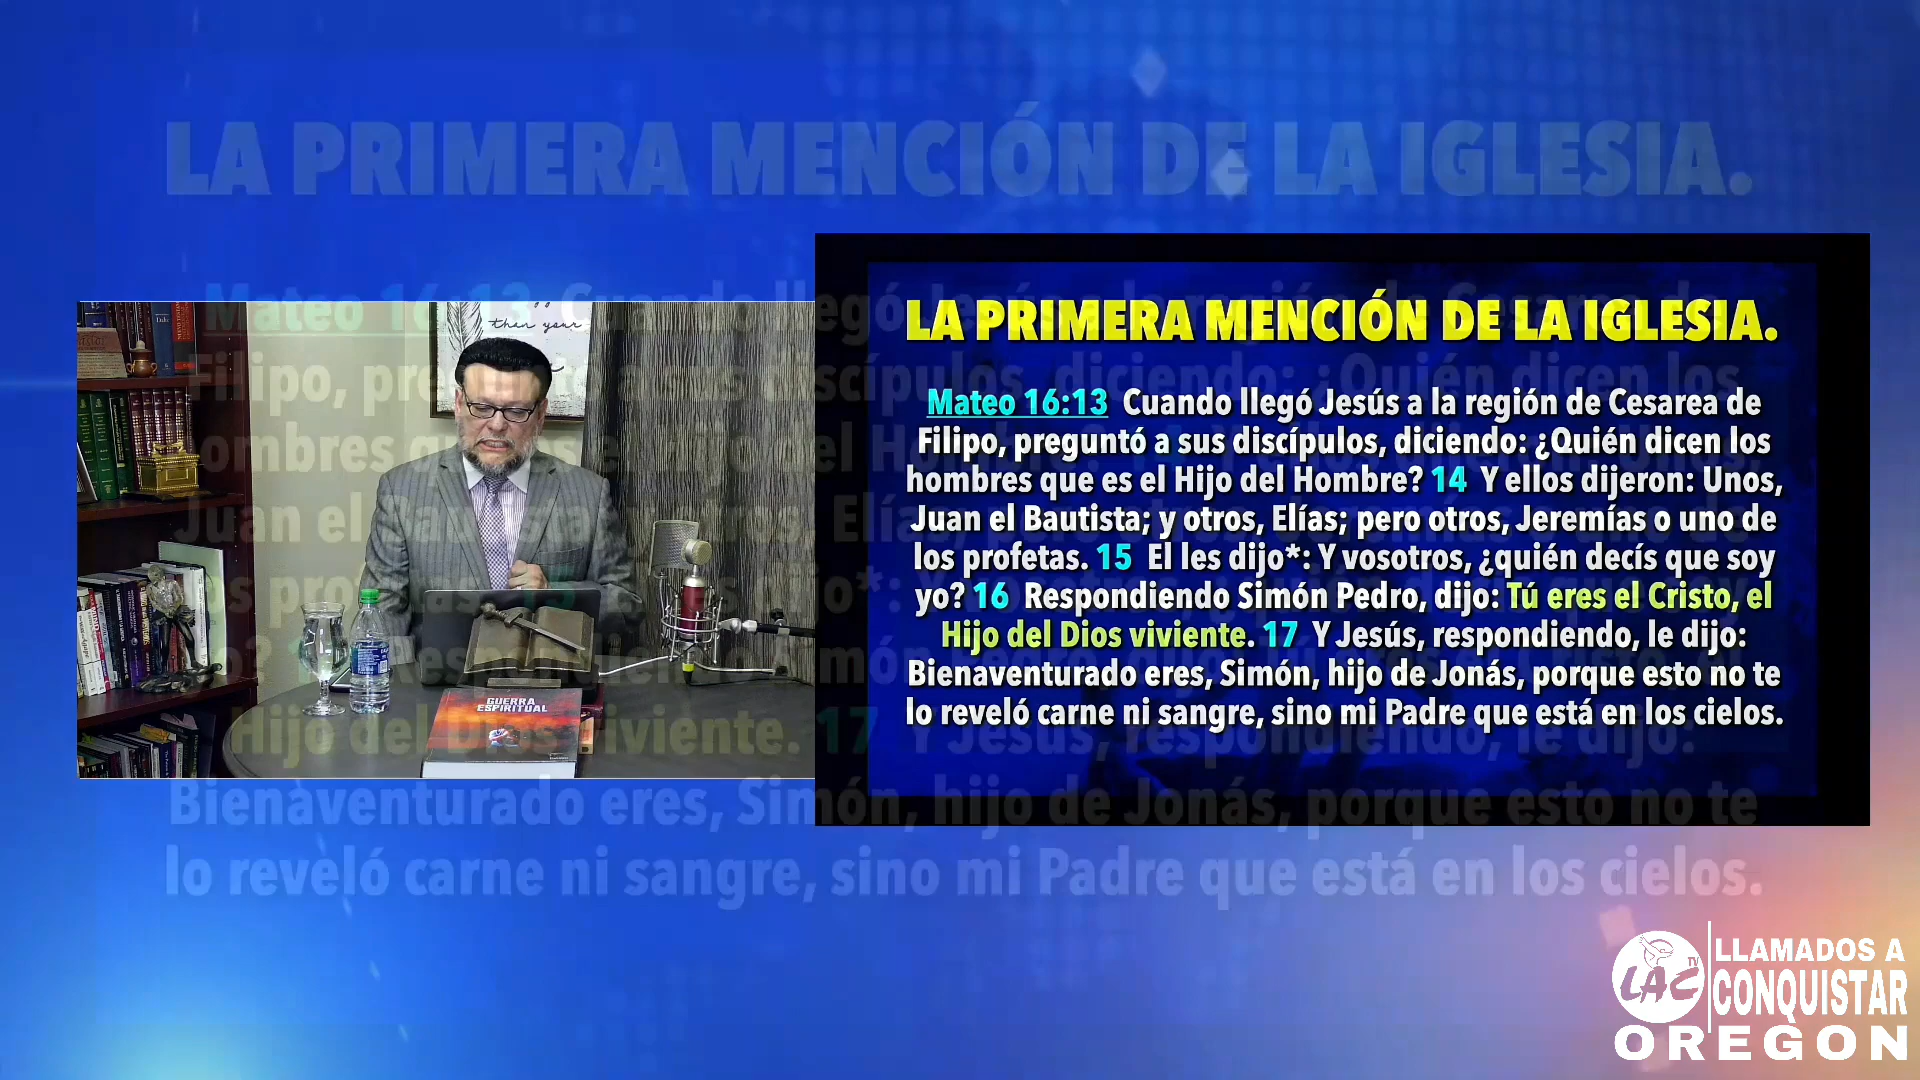 LA PRIMERA MENCIÓN DE LA IGLESIA.
LA PRIMERA MENCIÓN DE LA IGLESIA.
Mateo 16:13 Cuando llegó Jesús a la región de Cesarea de
Filipo, preguntó a sus discípulos, diciendo: ¿Quién dicen los
hombres que es el Hijo del Hombre? 14 Y ellos dijeron: Unos,
Juan el Bautista; y otros, Elías; pero otros, Jeremías o uno de
los profetas. 15 El les dijo*: Y vosotros, ¿quién decís que soy
yo? 16 Respondiendo Simón Pedro, dijo: Tú eres el Cristo, el
Hijo del Dios viviente. 17 Y Jesús, respondiendo, le dijo:
Bienaventurado eres, Simón, hijo de Jonás, porque esto no te
lo reveló carne ni sangre, sino mi Padre que está en los cielos.
than your
GUERRA
ESPIRITUAL
Bienaventurado eres, Simón, hijo de Jonás, porque esto no te
lo reveló carne ni sangre, sino mi Padre que está en los cielos.
LAC TV
LLAMADOS A
CONQUISTAR
OREGON